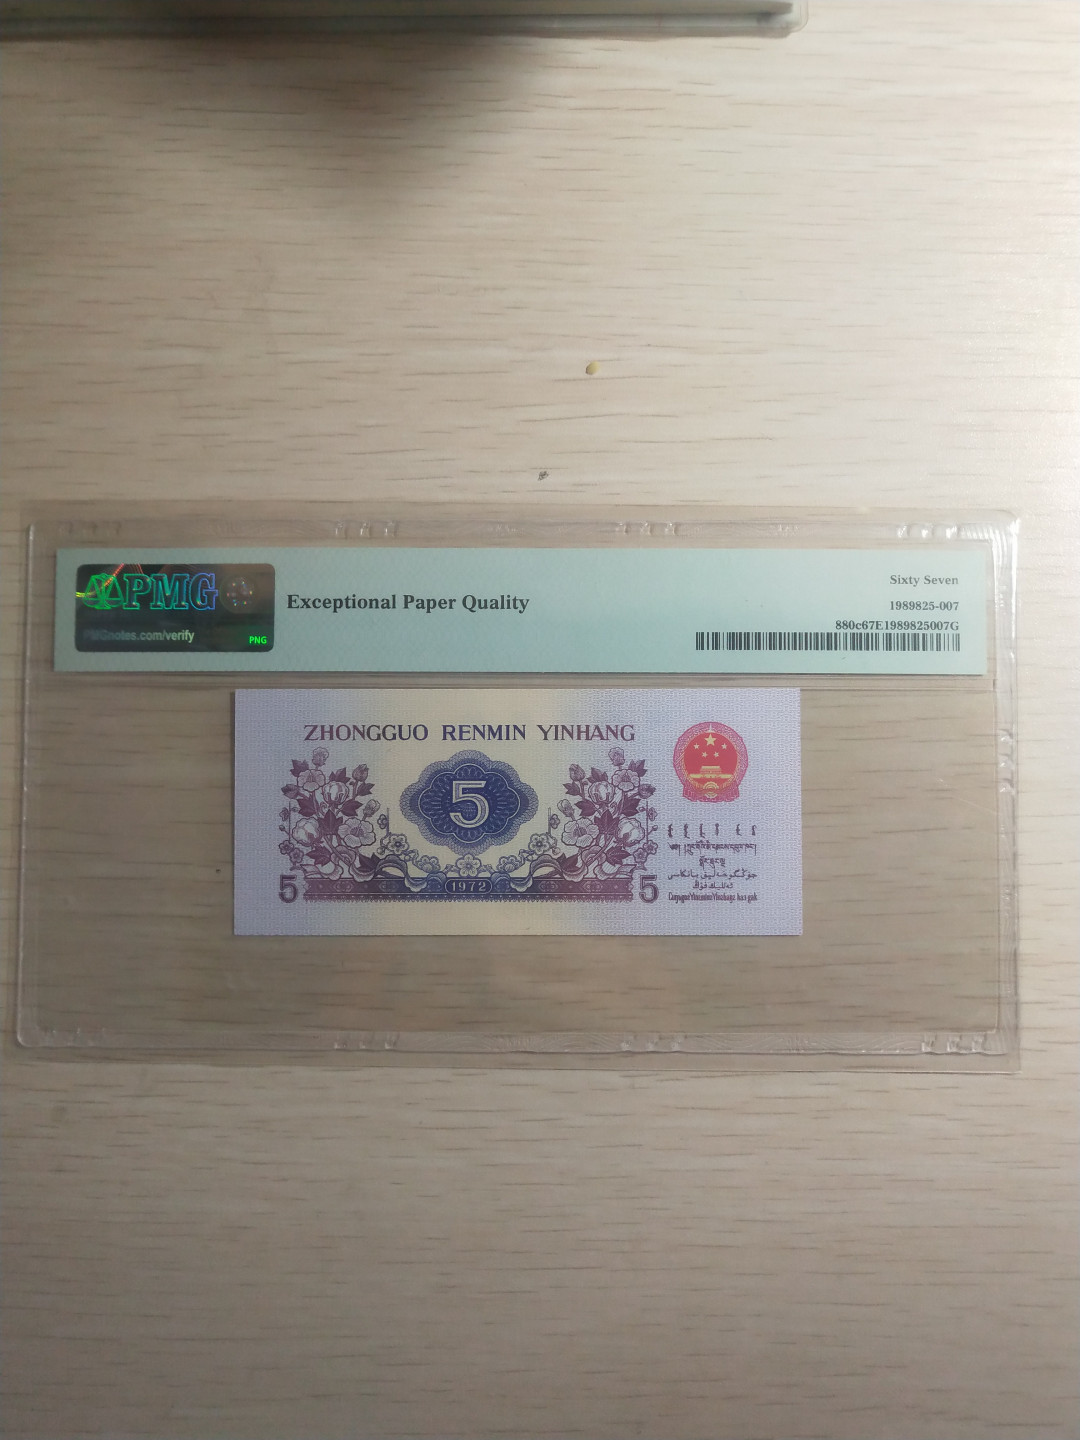 PMG
PMGnotes.com/verify
PNG
Exceptional Paper Quality
Sixty Seven
1989825-007
880c67E1989825007G
ZHONGGUO RENMIN YINHANG
5
1972
5
5